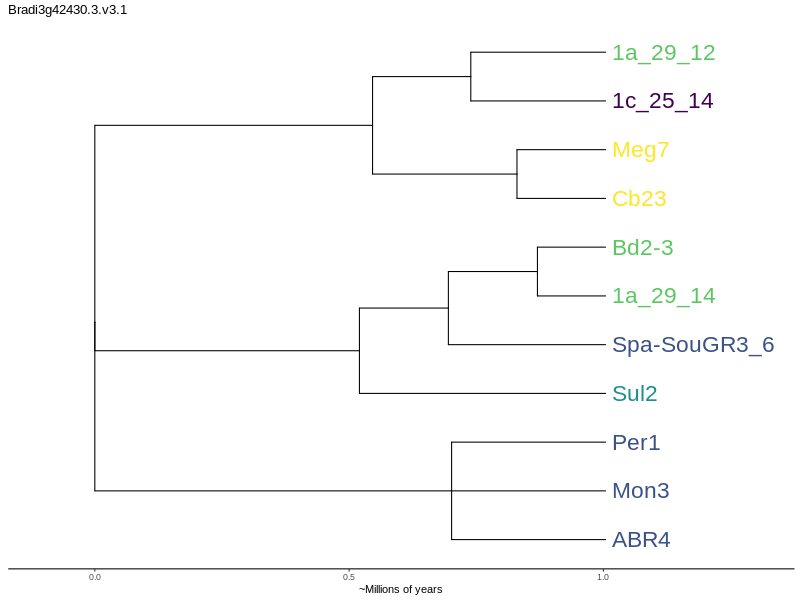 Bradi3g42430.3.v3.1
1a_29_12
1c_25_14
Meg7
Cb23
Bd2-3
1a_29_14
Spa-SouGR3_6
Sul2
Per1
Mon3
ABR4
0.0 0.5 1.0
~Millions of years